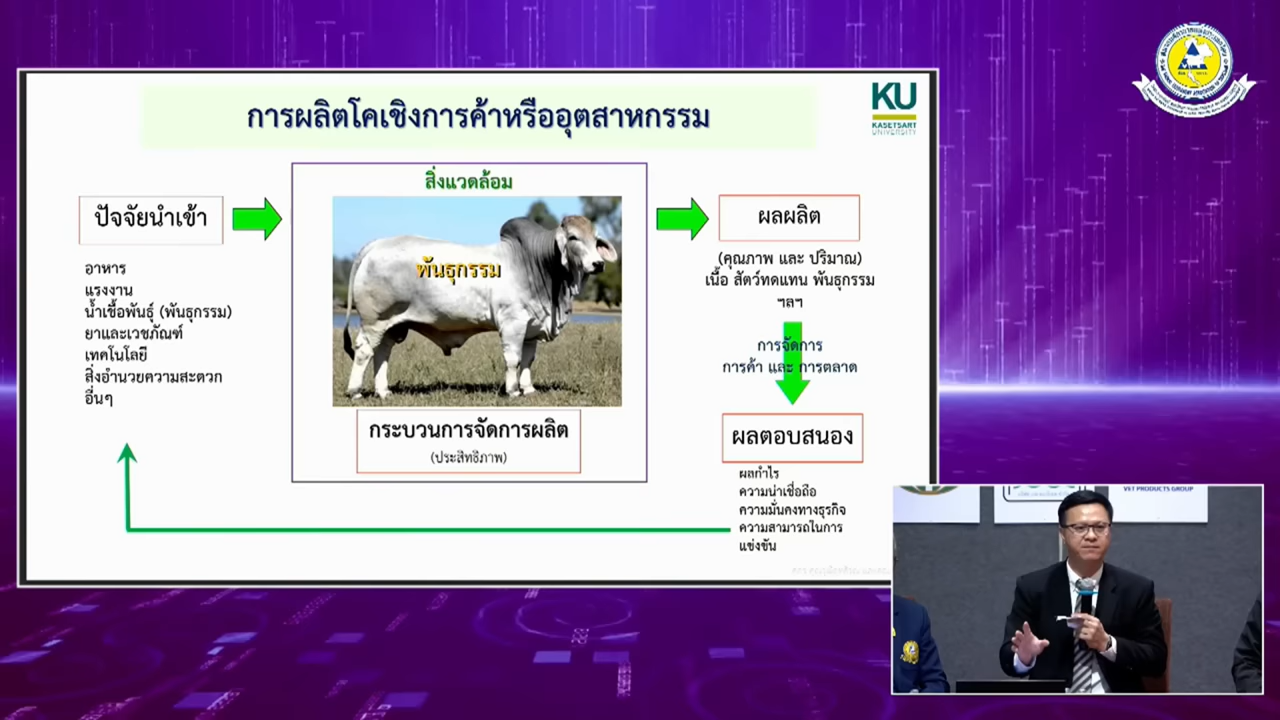 การผลิตโคเชิงการค้าหรืออุตสาหกรรม
KU
KASETSART
UNIVERSITY
สิ่งแวดล้อม
ปัจจัยนำเข้า
อาหาร
แรงงาน
น้ำเชื้อพันธุ์ (พันธุกรรม)
ยาและเวชภัณฑ์
เทคโนโลยี
สิ่งอำนวยความสะดวก
อื่นๆ
พันธุกรรม
กระบวนการจัดการผลิต
(ประสิทธิภาพ)
ผลผลิต
(คุณภาพ และ ปริมาณ)
เนื้อ สัตว์ทดแทน พันธุกรรม
ฯลฯ
การจัดการ
การค้า และ การตลาด
ผลตอบสนอง
ผลกำไร
ความน่าเชื่อถือ
ความมั่นคงทางธุรกิจ
ความสามารถในการ
แข่งขัน
VET PRODUCTS GROUP